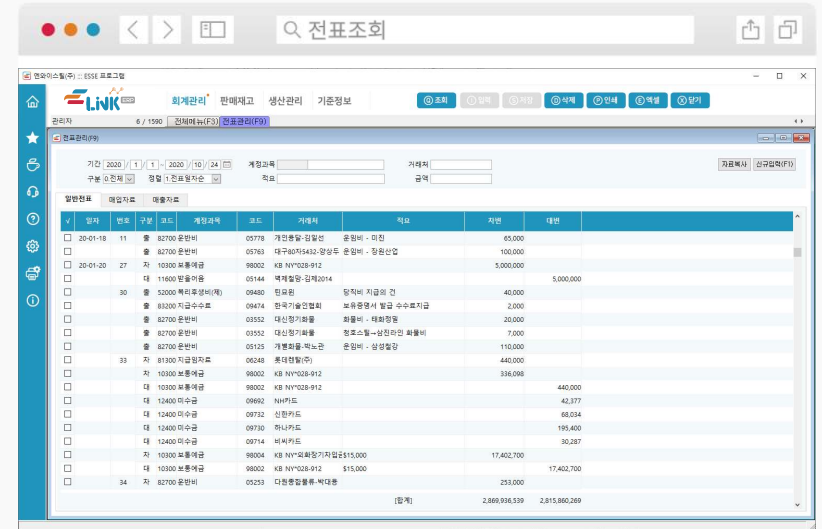 전표조회
연와이스틸(주) :: ESSE 프로그램
ELiNK ERP 회계관리 판매재고 생산관리 기준정보 Q조회 I입력 S저장 D삭제 P인쇄 E엑셀 X닫기
관리자 6 / 1590 전체메뉴(F3) 전표관리(F9)
전표관리(F9)
기간 2020 / 1 / 1 - 2020 / 10 / 24 계정과목 거래처 자료복사 신규입력(F1)
구분 0.전체 정렬 1.전표일자순 적요 금액
일반전표 매입자료 매출자료
√ 일자 번호 구분 코드 계정과목 코드 거래처 적요 차변 대변
20-01-18 11 출 82700 운반비 05778 개인용달-김일선 운임비 - 미진 65,000
출 82700 운반비 05763 대구80자5432-양상두 운임비 - 장원산업 100,000
20-01-20 27 차 10300 보통예금 98002 KB NY*028-912 5,000,000
대 11600 받을어음 05144 벽제철망-김제2014 5,000,000
30 출 52000 복리후생비(제) 09480 틴묘원 당직비 지급의 건 40,000
출 83200 지급수수료 09474 한국기술인협회 보유증명서 발급 수수료지급 2,000
출 82700 운반비 03552 대신정기화물 화물비 - 태화정밀 20,000
출 82700 운반비 03552 대신정기화물 정호스틸→삼진라인 화물비 7,000
출 82700 운반비 05125 개별화물-박노관 운임비 - 삼성철강 110,000
33 차 81300 지급임차료 06248 롯데렌탈(주) 440,000
차 10300 보통예금 98002 KB NY*028-912 336,098
대 10300 보통예금 98002 KB NY*028-912 440,000
대 12400 미수금 09692 NH카드 42,377
대 12400 미수금 09732 신한카드 68,034
대 12400 미수금 09730 하나카드 195,400
대 12400 미수금 09714 비씨카드 30,287
차 10300 보통예금 98004 KB NY*외화장기자입금 $15,000 17,402,700
대 10300 보통예금 98002 KB NY*028-912 $15,000 17,402,700
34 차 82700 운반비 05253 다원종합물류-박대용 253,000
[합계] 2,869,936,539 2,815,860,269